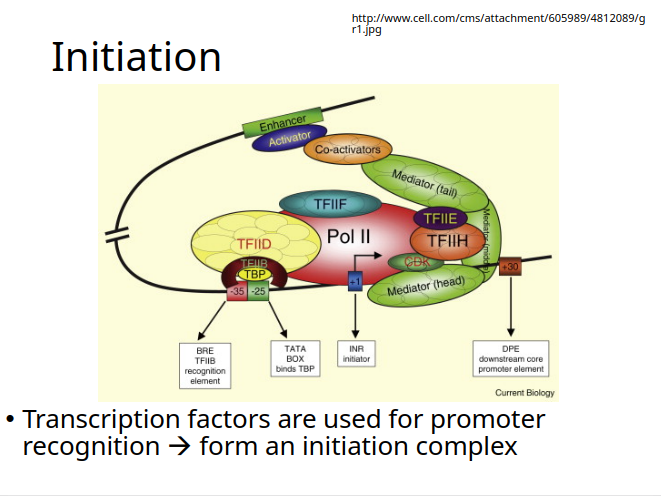 http://www.cell.com/cms/attachment/605989/4812089/g
r1.jpg
Initiation
Enhancer
Activator
Co-activators
Mediator (tail)
TFIIF
TFIIE
Mediator (middle)
Pol II
TFIIH
TFIID
TFIIB
TBP
CDK
+30
-35
-25
+1
Mediator (head)
BRE
TFIIB
recognition
element
TATA
BOX
binds TBP
INR
initiator
DPE
downstream core
promoter element
Current Biology
• Transcription factors are used for promoter
recognition → form an initiation complex